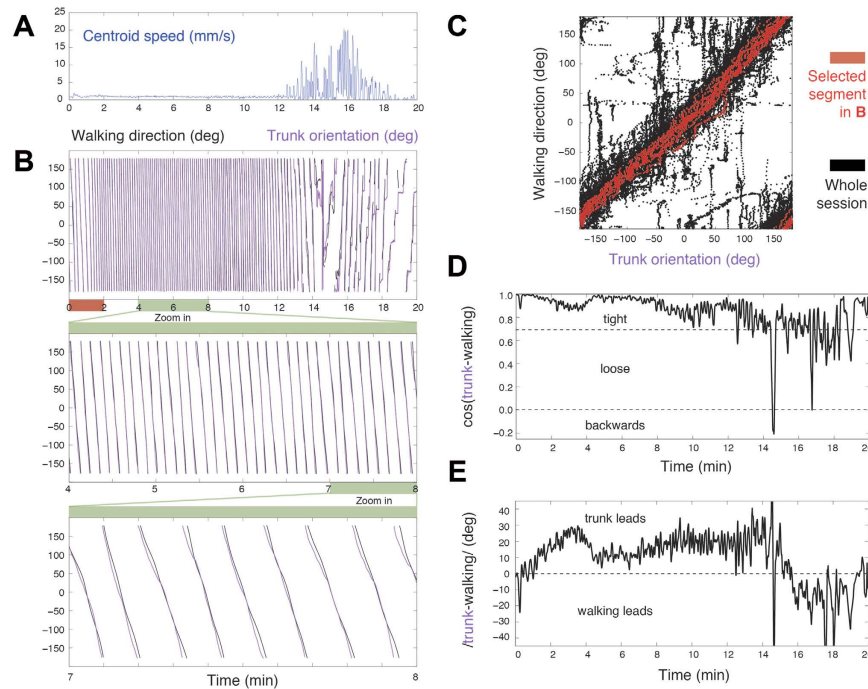 A
Centroid speed (mm/s)
25
20
15
10
5
0
0 2 4 6 8 10 12 14 16 18 20
Walking direction (deg) Trunk orientation (deg)
B
150
100
50
0
−50
−100
−150
0 2 4 6 8 10 12 14 16 18 20
Zoom in
150
100
50
0
−50
−100
−150
4 5 6 7 8
Zoom in
150
100
50
0
−50
−100
−150
7 Time (min) 8
C
Walking direction (deg)
150
100
50
0
−50
−100
−150
−150 −100 −50 0 50 100 150
Trunk orientation (deg)
Selected
segment
in B
Whole
session
D
cos(trunk-walking)
1.0
0.8
0.6
0.4
0.2
0.0
−0.2
tight
loose
backwards
0 2 4 6 8 10 12 14 16 18 20
Time (min)
E
/trunk-walking/ (deg)
40
30
20
10
0
−10
−20
−30
−40
trunk leads
walking leads
0 2 4 6 8 10 12 14 16 18 20
Time (min)